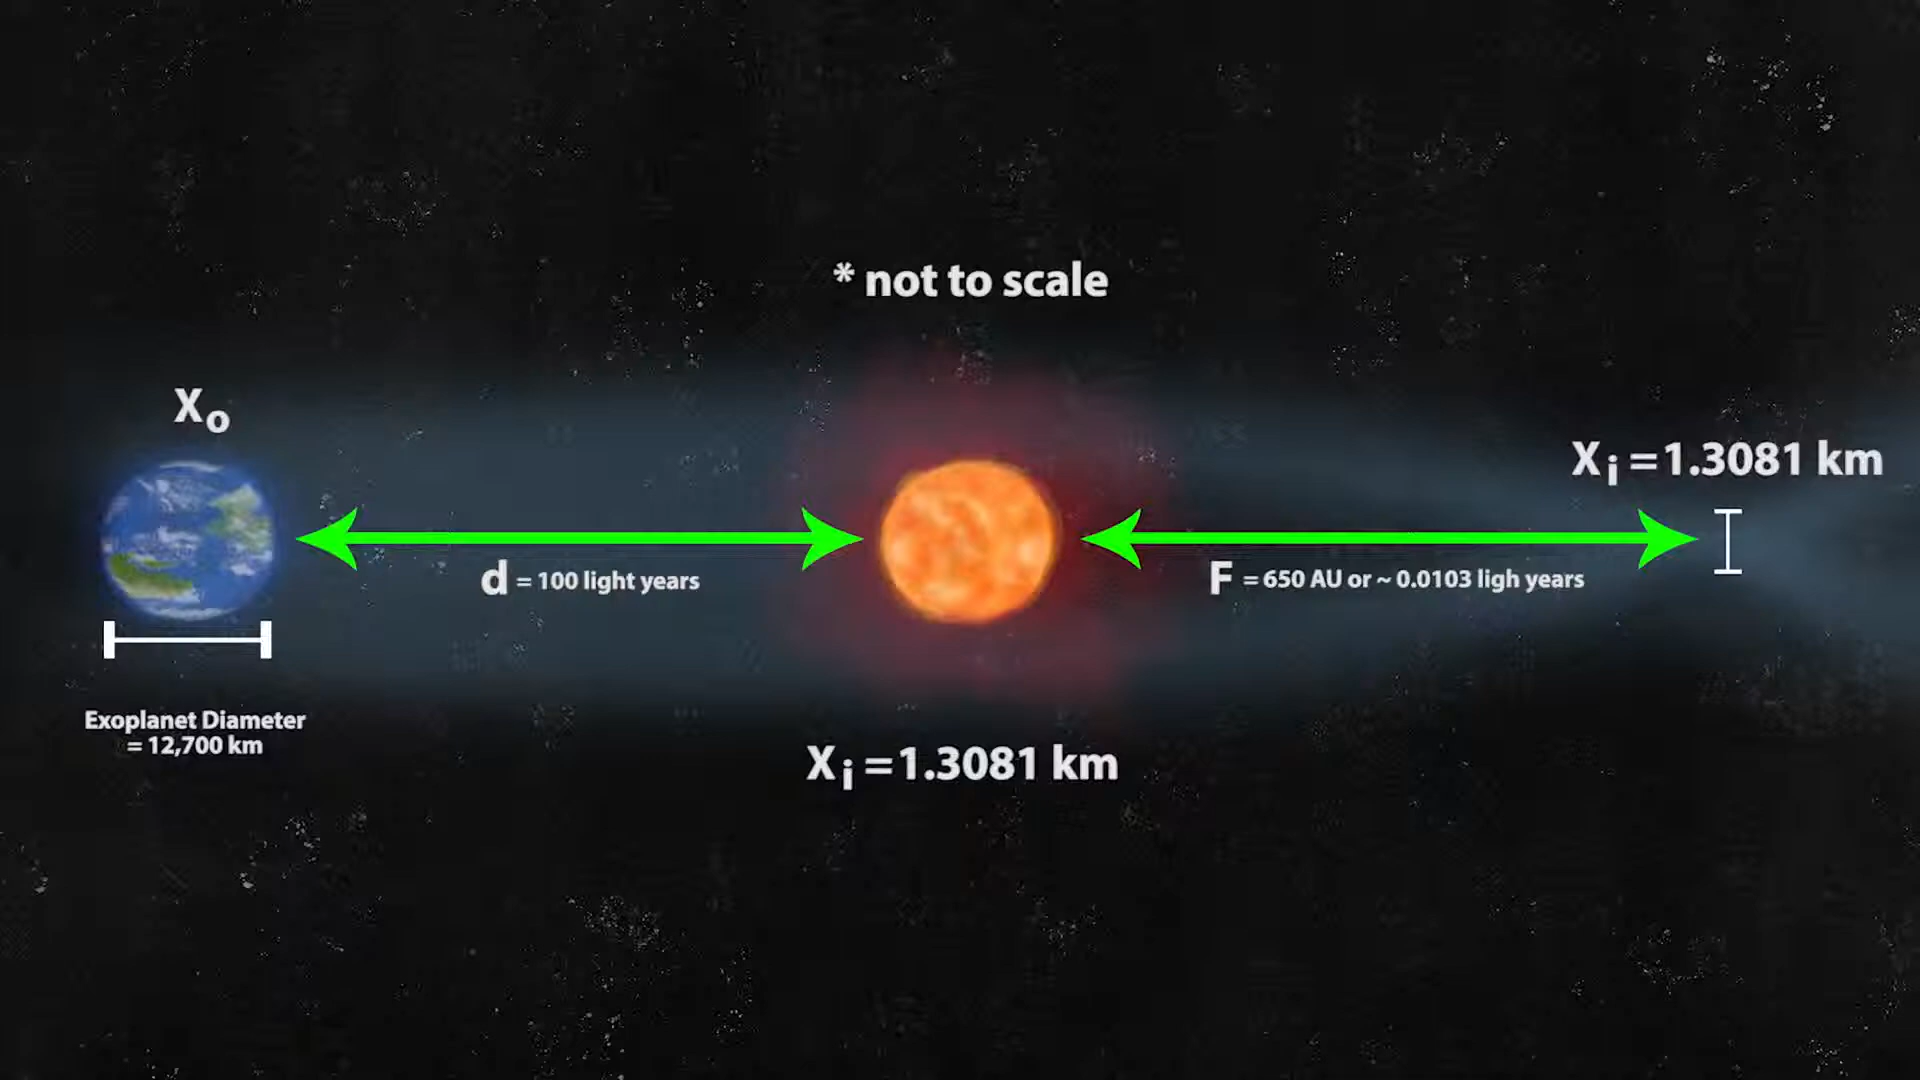 * not to scale
Xo
Xi =1.3081 km
d = 100 light years
F = 650 AU or ~ 0.0103 ligh years
Exoplanet Diameter
= 12,700 km
Xi =1.3081 km